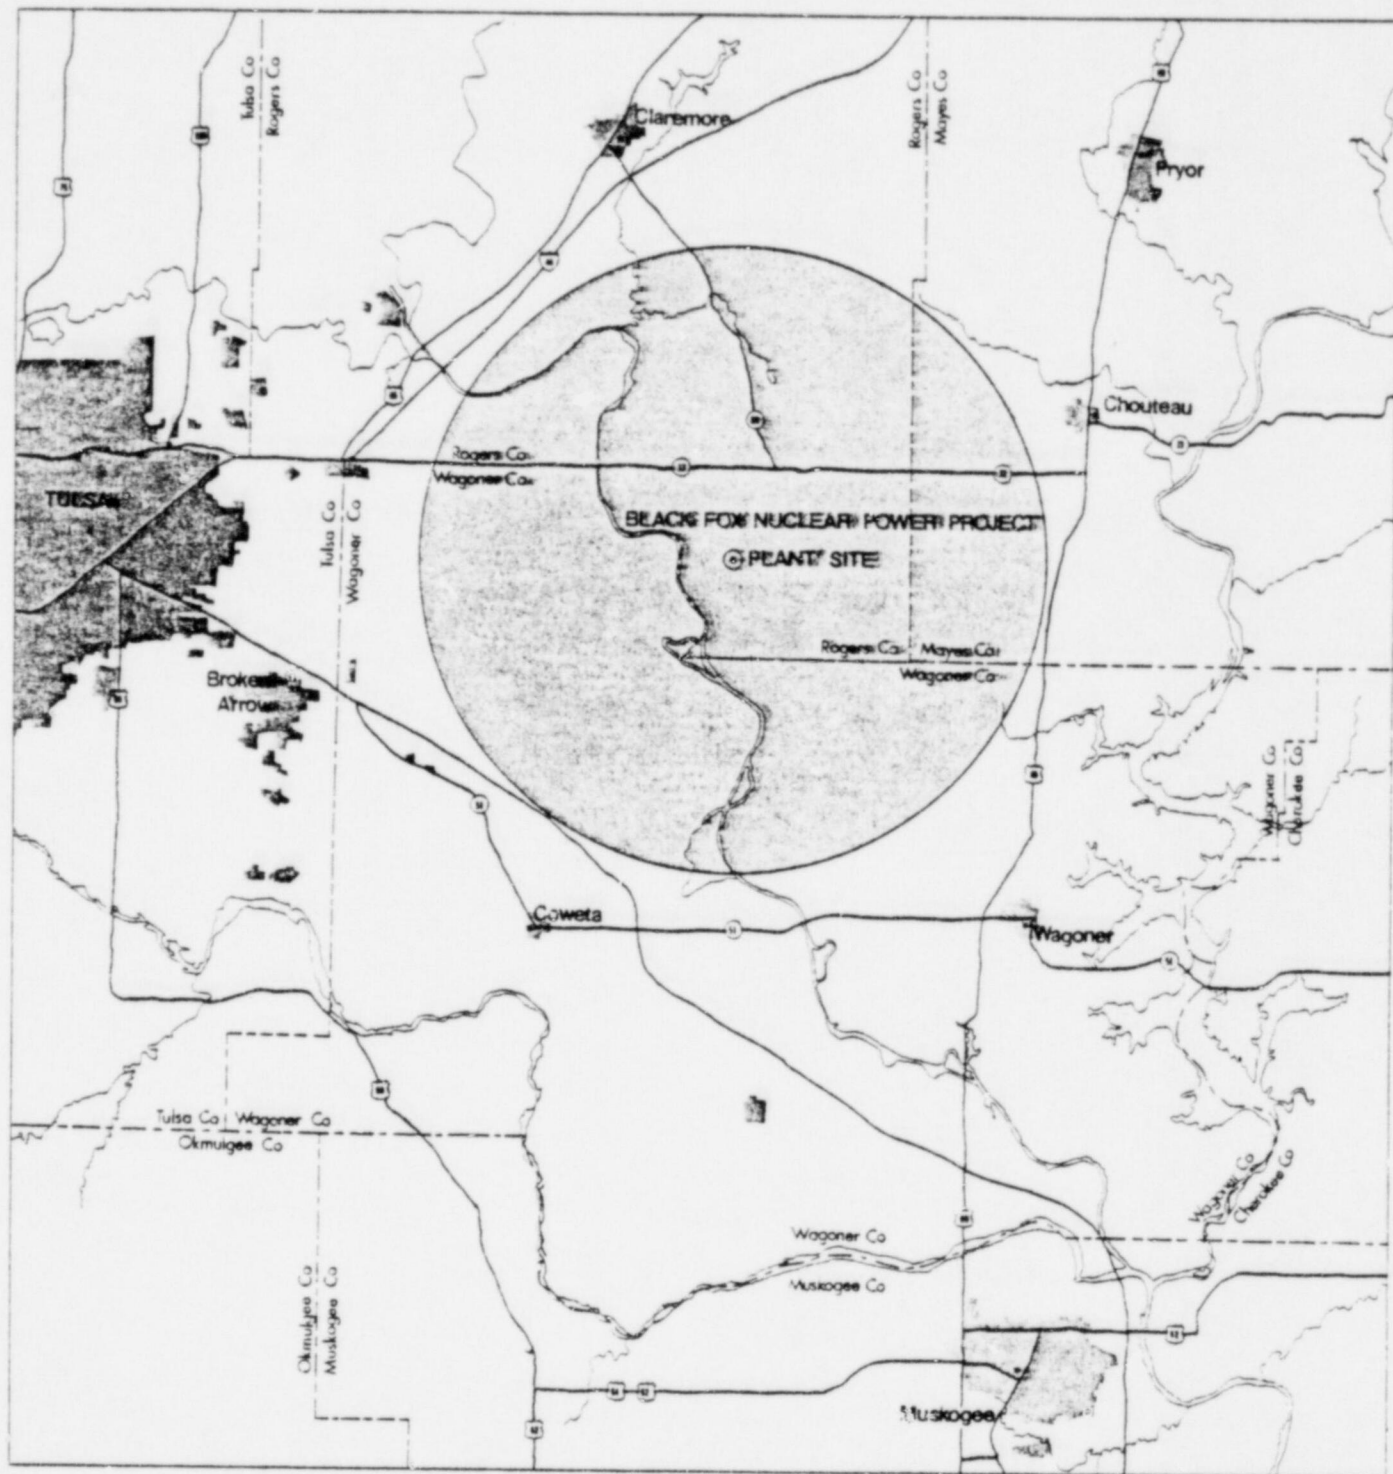 Tulsa Co
Rogers Co
Claremore
Rogers Co
Mayes Co
Pryor
Chouteau
Rogers Co
Wagoner Co
TULSA
Tulsa Co
Wagoner Co
BLACK FOX NUCLEAR POWER PROJECT
PLANT SITE
Rogers Co Mayes Co
Wagoner Co
Broken
Arrow
Wagoner Co
Cherokee Co
Coweta
Wagoner
Tulsa Co Wagoner Co
Okmulgee Co
Wagoner Co
Cherokee Co
Wagoner Co
Muskogee Co
Okmulgee Co
Muskogee Co
Muskogee